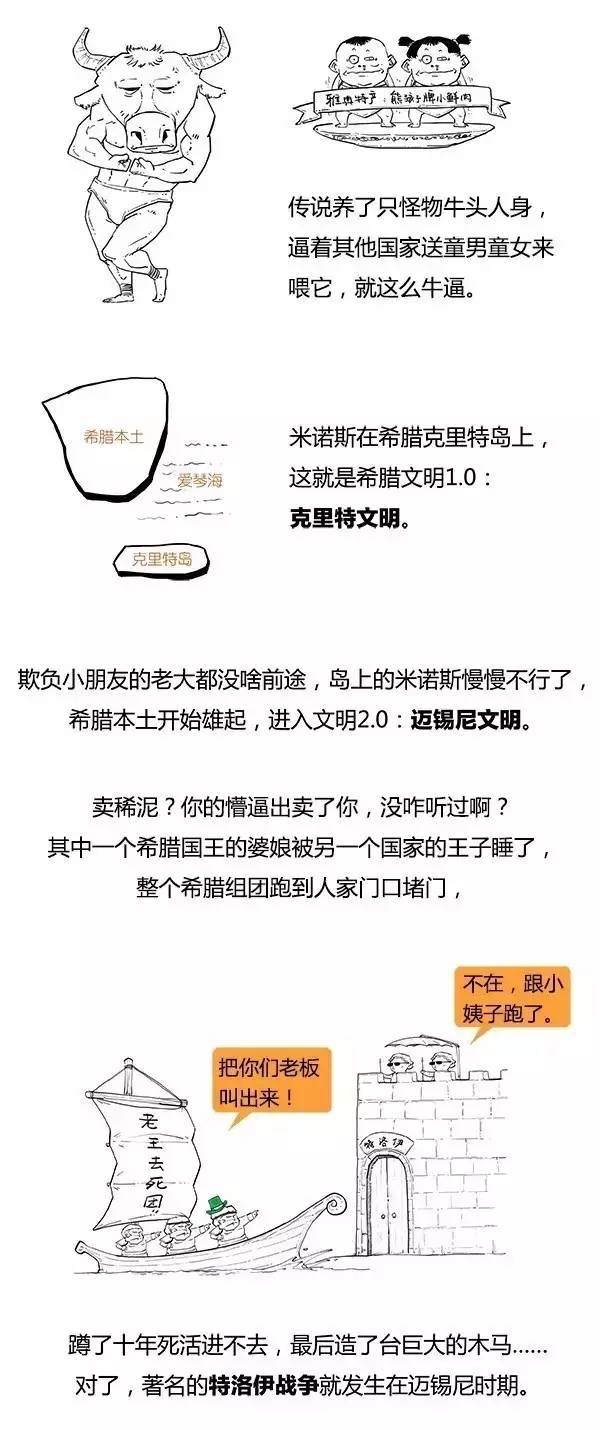 雅典特产：熊孩子牌小鲜肉
传说养了只怪物牛头人身，
逼着其他国家送童男童女来
喂它，就这么牛逼。
希腊本土
爱琴海
克里特岛
米诺斯在希腊克里特岛上，
这就是希腊文明1.0：
克里特文明。
欺负小朋友的老大都没啥前途，岛上的米诺斯慢慢不行了，
希腊本土开始雄起，进入文明2.0：迈锡尼文明。
卖稀泥？你的懵逼出卖了你，没咋听过啊？
其中一个希腊国王的婆娘被另一个国家的王子睡了，
整个希腊组团跑到人家门口堵门，
不在，跟小
姨子跑了。
把你们老板
叫出来！
老王去死团!!
特洛伊
蹲了十年死活进不去，最后造了台巨大的木马……
对了，著名的特洛伊战争就发生在迈锡尼时期。